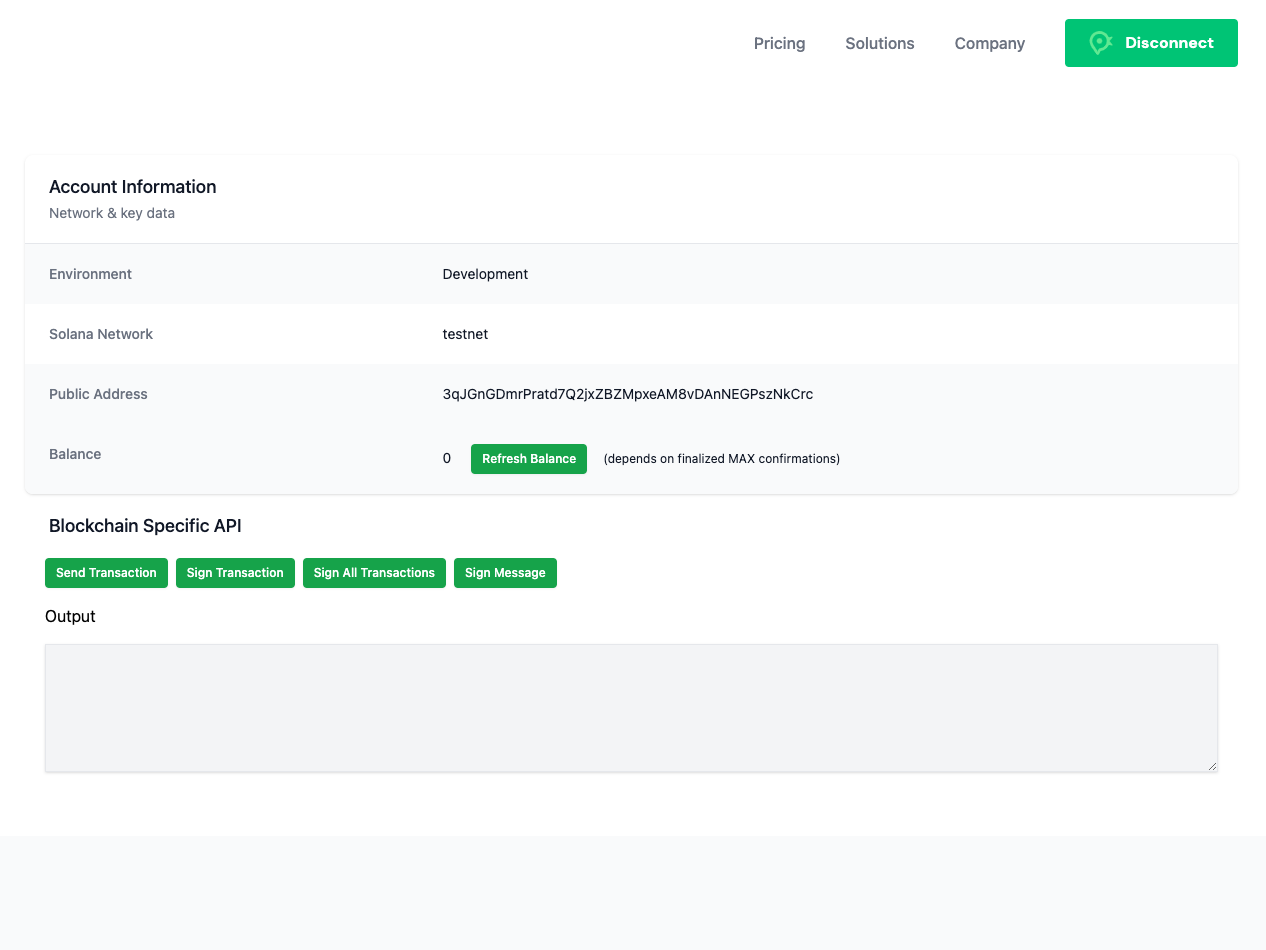 Pricing Solutions Company Disconnect
Account Information
Network & key data
Environment Development
Solana Network testnet
Public Address 3qJGnGDmrPratd7Q2jxZBZMpxeAM8vDAnNEGPszNkCrc
Balance 0 Refresh Balance (depends on finalized MAX confirmations)
Blockchain Specific API
Send Transaction Sign Transaction Sign All Transactions Sign Message
Output